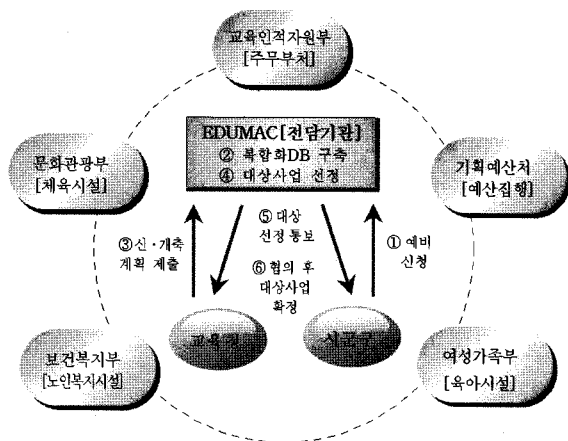 교육인적자원부
[주무부처]
EDUMAC[전담기관]
② 복합화DB 구축
④ 대상사업 선정
문화관광부
[체육시설]
기획예산처
[예산집행]
③신·개축
계획 제출
⑤ 대상
선정 통보
⑥ 협의 후
대상사업
확정
① 예비
신청
교육청
시군구
보건복지부
[노인복지시설]
여성가족부
[육아시설]